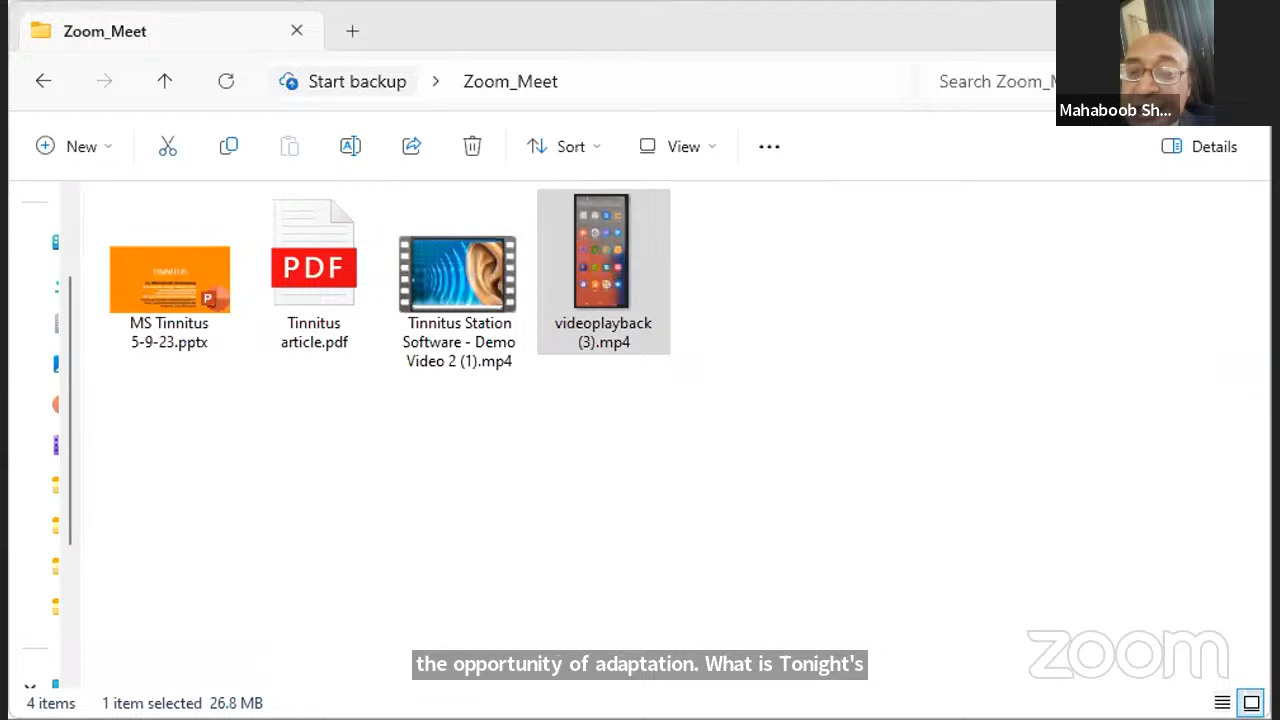 Zoom_Meet
Start backup
Zoom_Meet
Search Zoom_
Mahaboob Sh...
New
Sort
View
Details
TINNITUS
P
PDF
MS Tinnitus
5-9-23.pptx
Tinnitus
article.pdf
Tinnitus Station
Software - Demo
Video 2 (1).mp4
videoplayback
(3).mp4
the opportunity of adaptation. What is Tonight's
zoom
4 items
1 item selected
26.8 MB